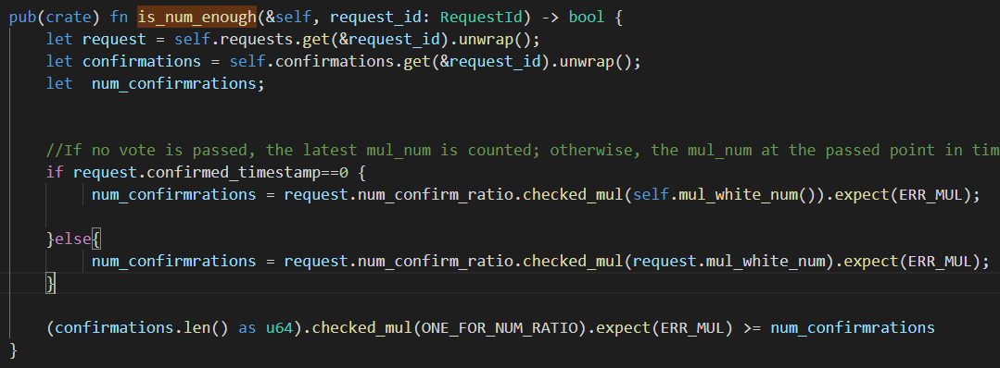 pub(crate) fn is_num_enough(&self, request_id: RequestId) -> bool {
    let request = self.requests.get(&request_id).unwrap();
    let confirmations = self.confirmations.get(&request_id).unwrap();
    let  num_confirmrations;
    //If no vote is passed, the latest mul_num is counted; otherwise, the mul_num at the passed point in tim
    if request.confirmed_timestamp==0 {
        num_confirmrations = request.num_confirm_ratio.checked_mul(self.mul_white_num()).expect(ERR_MUL);
    }else{
        num_confirmrations = request.num_confirm_ratio.checked_mul(request.mul_white_num).expect(ERR_MUL);
    }
    (confirmations.len() as u64).checked_mul(ONE_FOR_NUM_RATIO).expect(ERR_MUL) >= num_confirmrations
}